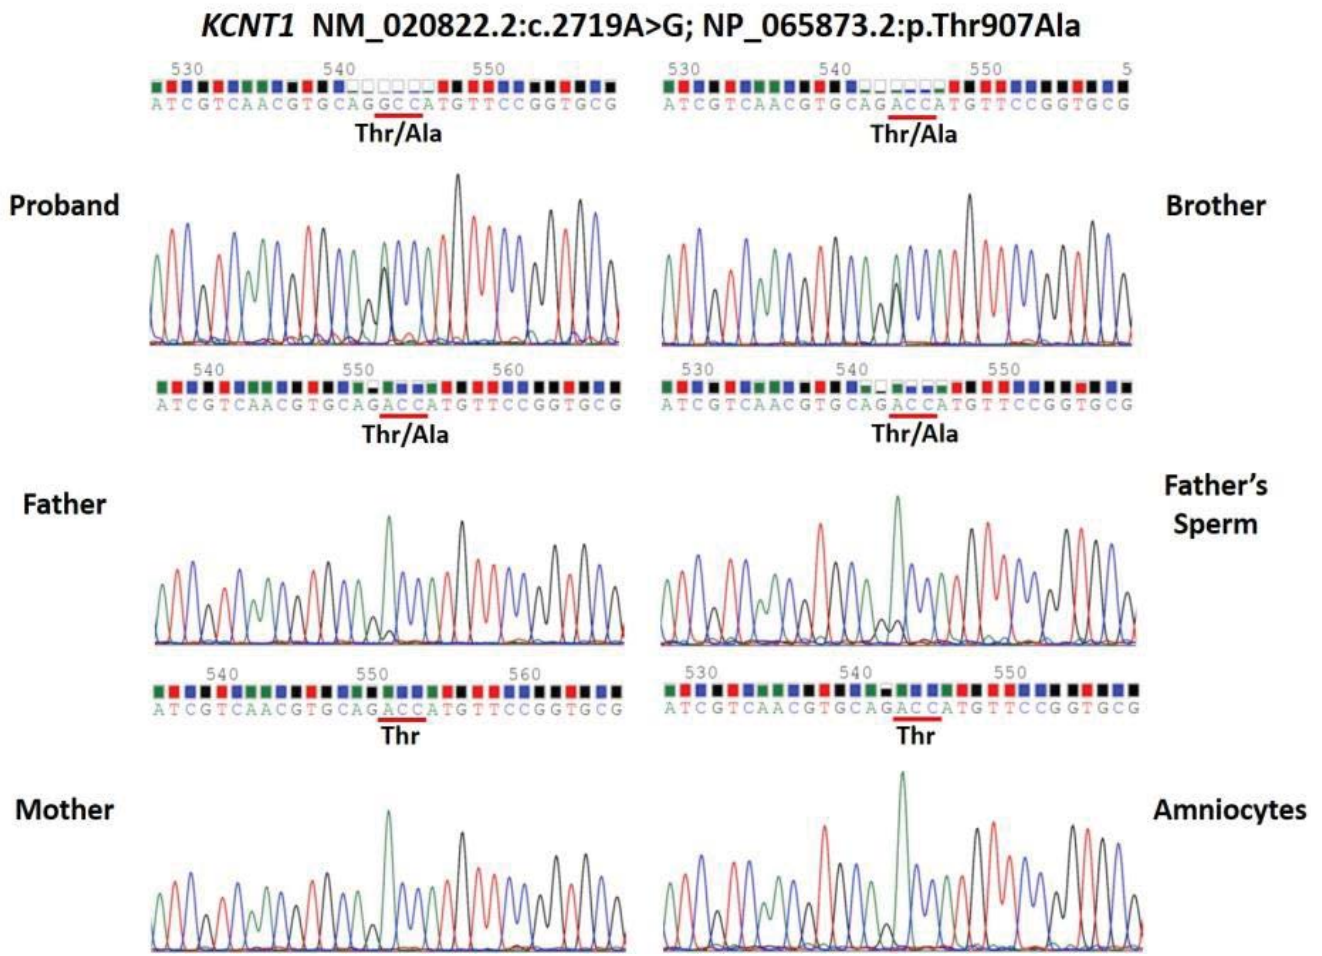 KCNT1 NM_020822.2:c.2719A>G; NP_065873.2:p.Thr907Ala
530 540 550
ATCGTCAACGTGCAGGCCATGTTCCGGTGCG
Thr/Ala
530 540 550 5
ATCGTCAACGTGCAGACCATGTTCCGGTGCG
Thr/Ala
Proband
Brother
540 550 560
ATCGTCAACGTGCAGACCATGTTCCGGTGCG
Thr/Ala
530 540 550
ATCGTCAACGTGCAGACCATGTTCCGGTGCG
Thr/Ala
Father
Father's
Sperm
540 550 560
ATCGTCAACGTGCAGACCATGTTCCGGTGCG
Thr
530 540 550
ATCGTCAACGTGCAGACCATGTTCCGGTGCG
Thr
Mother
Amniocytes